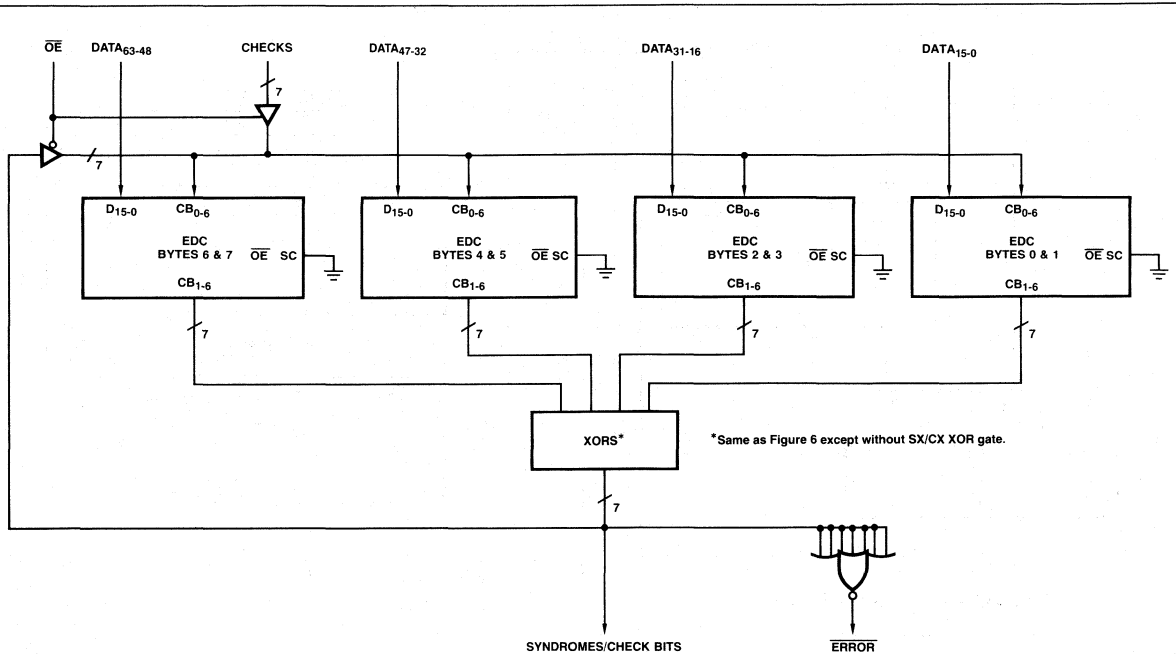 OE DATA63-48 CHECKS DATA47-32 DATA31-16 DATA15-0
7
7
D15-0 CB0-6 D15-0 CB0-6 D15-0 CB0-6 D15-0 CB0-6
EDC EDC EDC EDC
BYTES 6 & 7 OE SC BYTES 4 & 5 OE SC BYTES 2 & 3 OE SC BYTES 0 & 1 OE SC
CB1-6 CB1-6 CB1-6 CB1-6
7 7 7 7
XORS* *Same as Figure 6 except without SX/CX XOR gate.
7
SYNDROMES/CHECK BITS ERROR